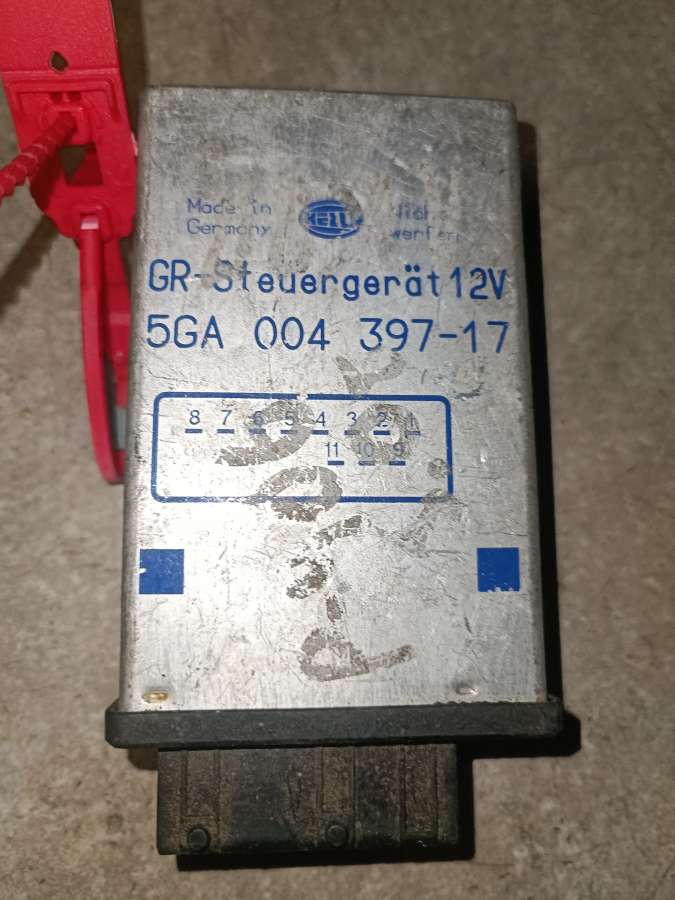 Made in
Germany
HELLA
GR-Steuergerät 12V
5GA 004 397-17
8 7 6 5 4 3 2 1
11 10 9